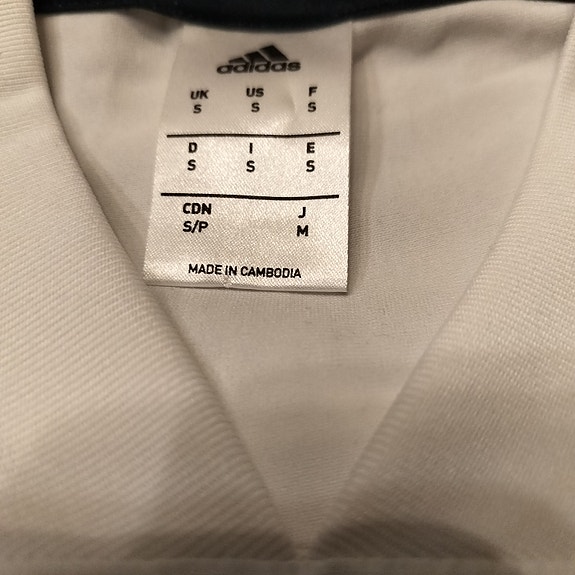 adidas
UK US F
S S S
D I E
S S S
CDN J
S/P M
MADE IN CAMBODIA